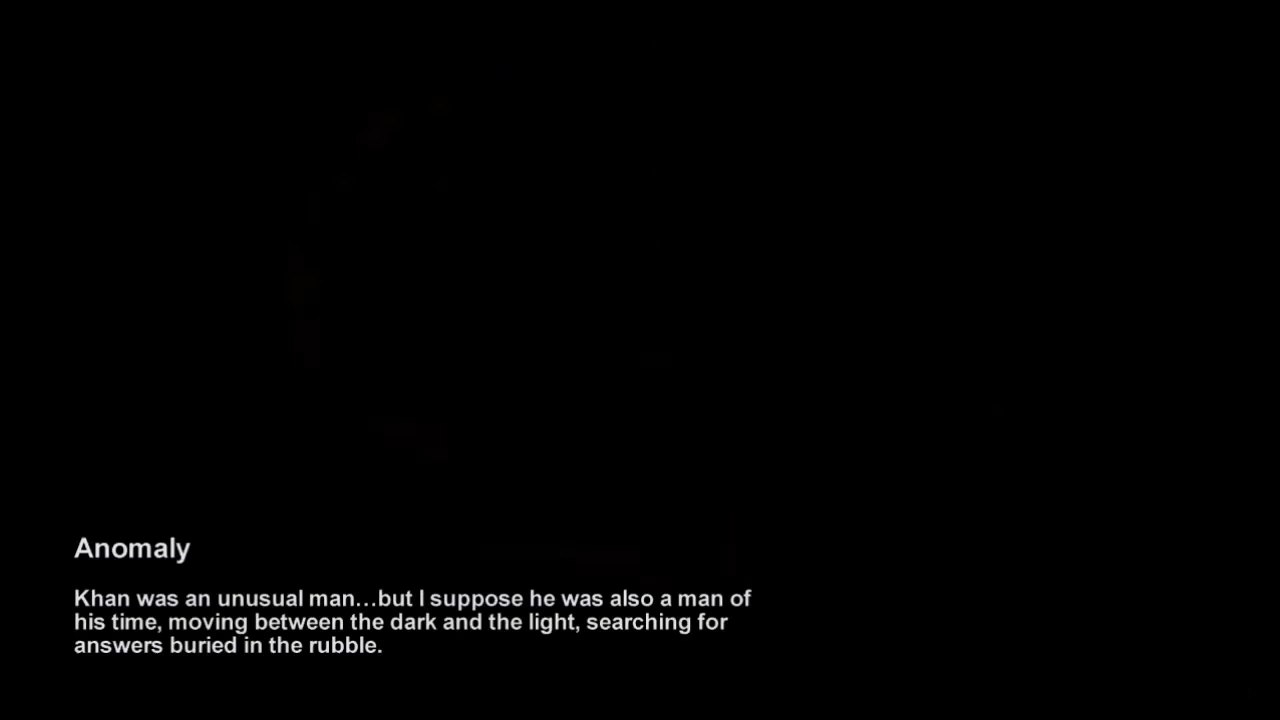 Anomaly
Khan was an unusual man…but I suppose he was also a man of
his time, moving between the dark and the light, searching for
answers buried in the rubble.